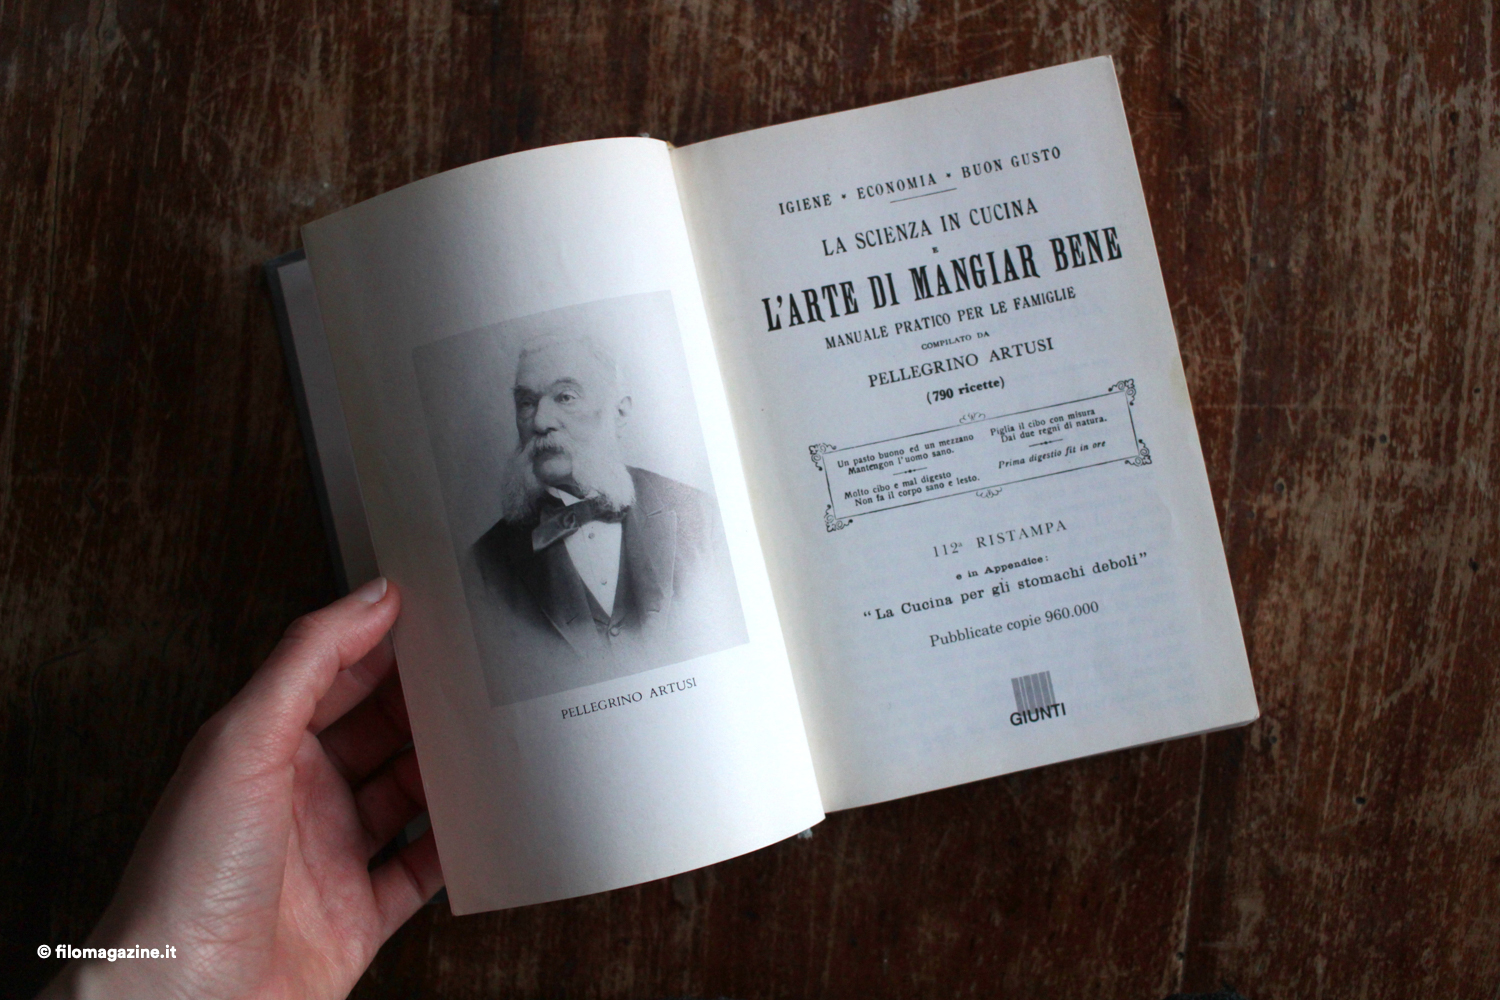 PELLEGRINO ARTUSI
IGIENE * ECONOMIA * BUON GUSTO
LA SCIENZA IN CUCINA
E
L'ARTE DI MANGIAR BENE
MANUALE PRATICO PER LE FAMIGLIE
COMPILATO DA
PELLEGRINO ARTUSI
(790 ricette)
Un pasto buono ed un mezzano
Mantengon l'uomo sano.
Molto cibo e mal digesto
Non fa il corpo sano e lesto.
Piglia il cibo con misura
Dai due regni di natura.
Prima digestio fit in ore
112ª RISTAMPA
e in Appendice:
“La Cucina per gli stomachi deboli”
Pubblicate copie 960.000
GIUNTI
© filomagazine.it